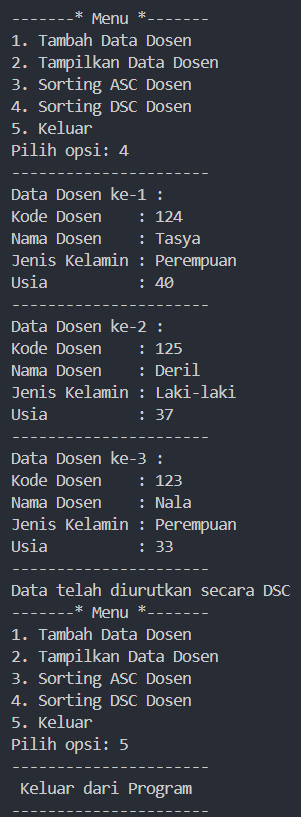 -------* Menu *-------
1. Tambah Data Dosen
2. Tampilkan Data Dosen
3. Sorting ASC Dosen
4. Sorting DSC Dosen
5. Keluar
Pilih opsi: 4
----------------------
Data Dosen ke-1 :
Kode Dosen    : 124
Nama Dosen    : Tasya
Jenis Kelamin : Perempuan
Usia          : 40
----------------------
Data Dosen ke-2 :
Kode Dosen    : 125
Nama Dosen    : Deril
Jenis Kelamin : Laki-laki
Usia          : 37
----------------------
Data Dosen ke-3 :
Kode Dosen    : 123
Nama Dosen    : Nala
Jenis Kelamin : Perempuan
Usia          : 33
----------------------
Data telah diurutkan secara DSC
-------* Menu *-------
1. Tambah Data Dosen
2. Tampilkan Data Dosen
3. Sorting ASC Dosen
4. Sorting DSC Dosen
5. Keluar
Pilih opsi: 5
----------------------
 Keluar dari Program
----------------------